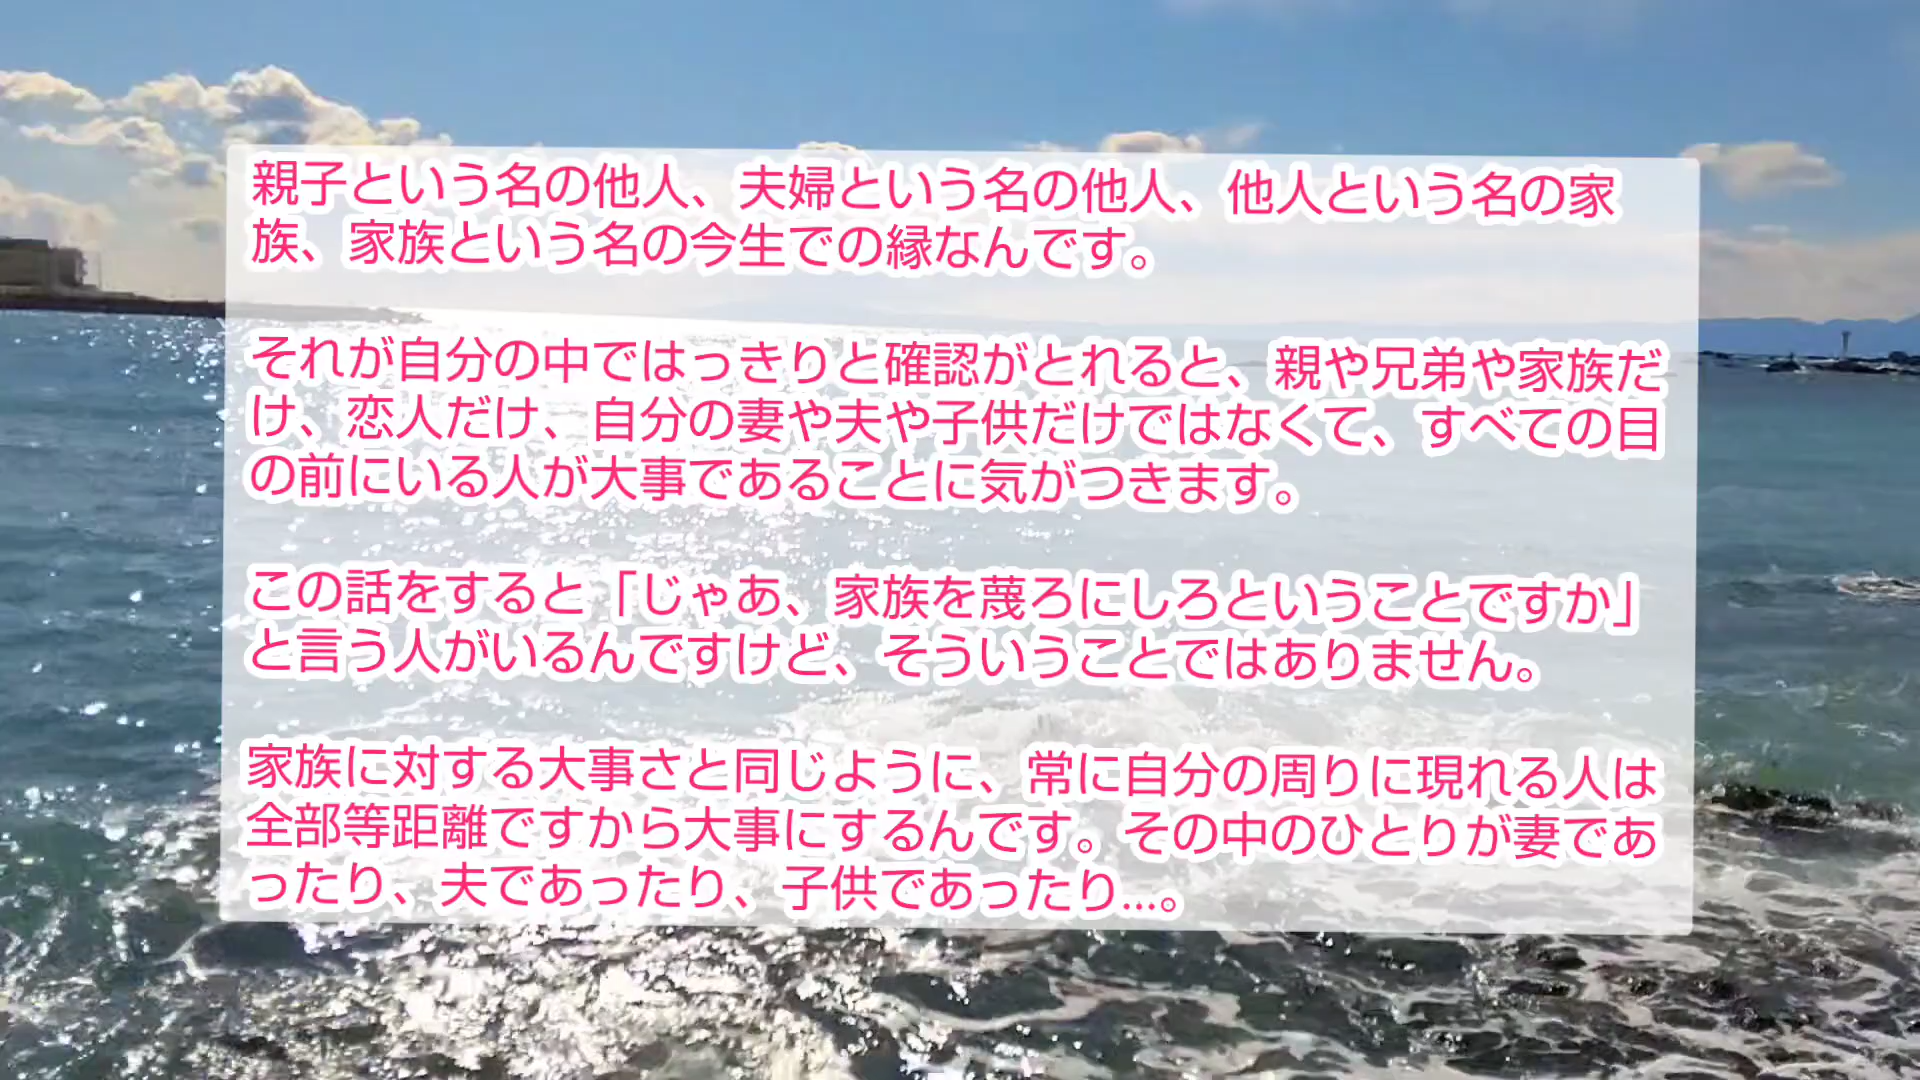 親子という名の他人、夫婦という名の他人、他人という名の家
族、家族という名の今生での縁なんです。
それが自分の中ではっきりと確認がとれると、親や兄弟や家族だ
け、恋人だけ、自分の妻や夫や子供だけではなくて、すべての目
の前にいる人が大事であることに気がつきます。
この話をすると「じゃあ、家族を蔑ろにしろということですか」
と言う人がいるんですけど、そういうことではありません。
家族に対する大事さと同じように、常に自分の周りに現れる人は
全部等距離ですから大事にするんです。その中のひとりが妻であ
ったり、夫であったり、子供であったり…。